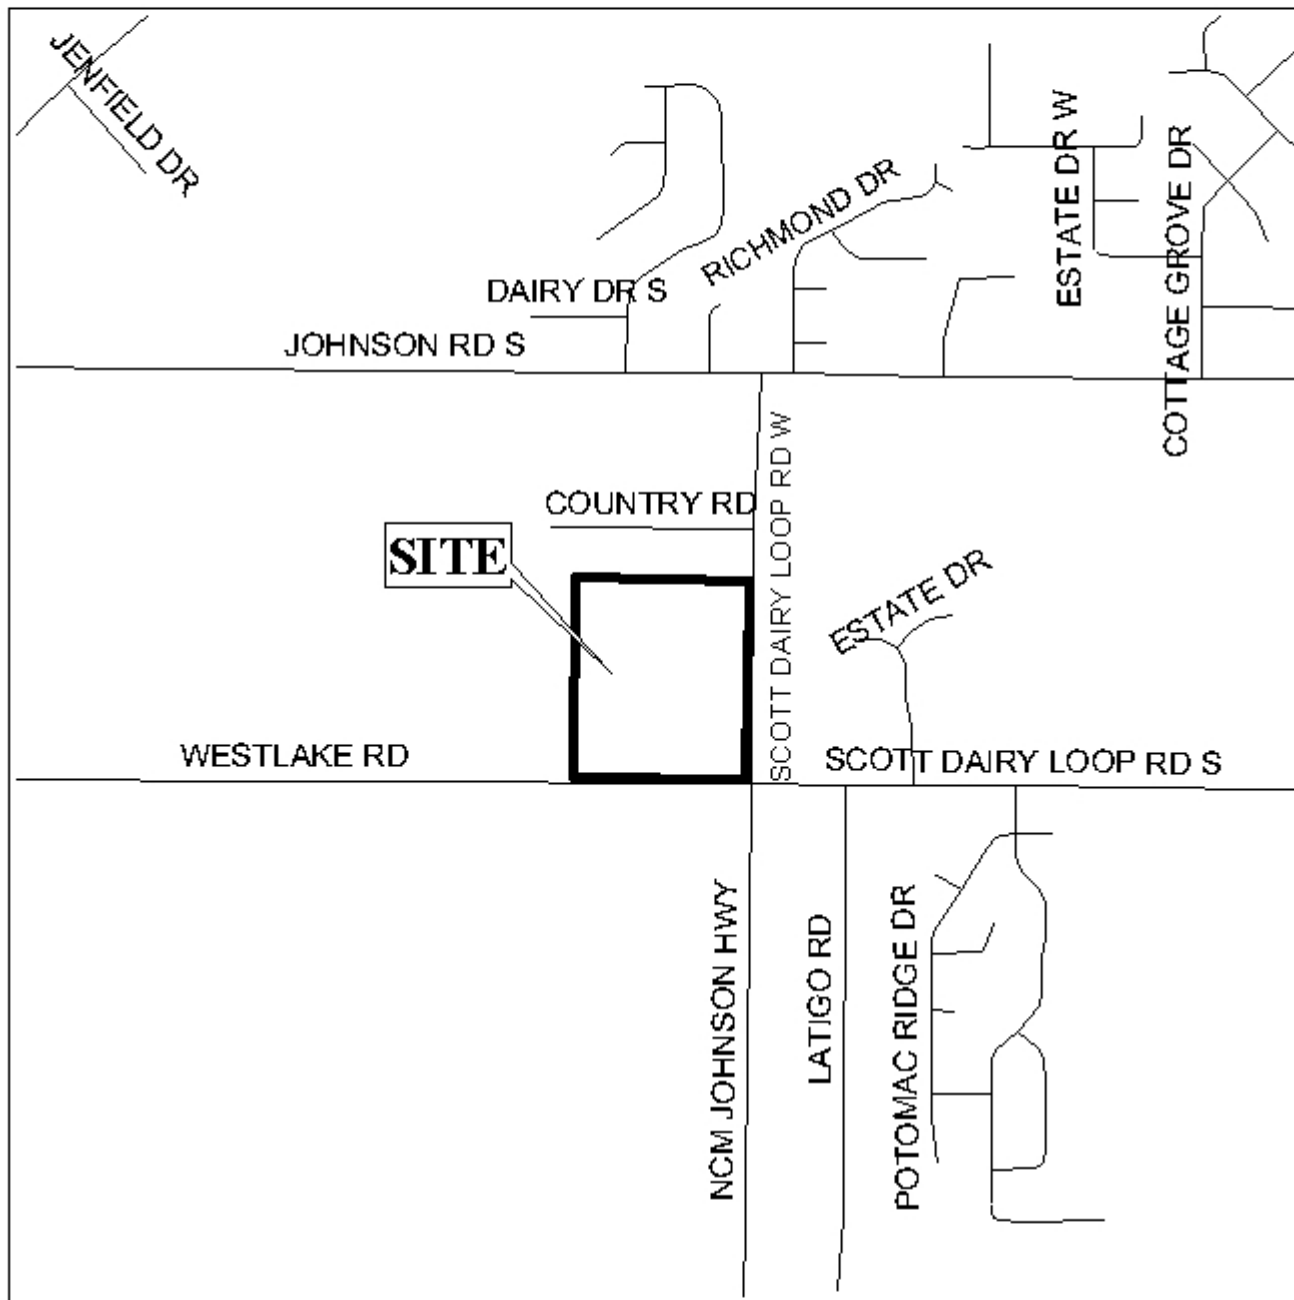 JENFIELD DR
ESTATE DR W
COTTAGE GROVE DR
RICHMOND DR
DAIRY DR S
JOHNSON RD S
SCOTT DAIRY LOOP RD W
COUNTRY RD
SITE
ESTATE DR
WESTLAKE RD
SCOTT DAIRY LOOP RD S
NCM JOHNSON HWY
LATIGO RD
POTOMAC RIDGE DR